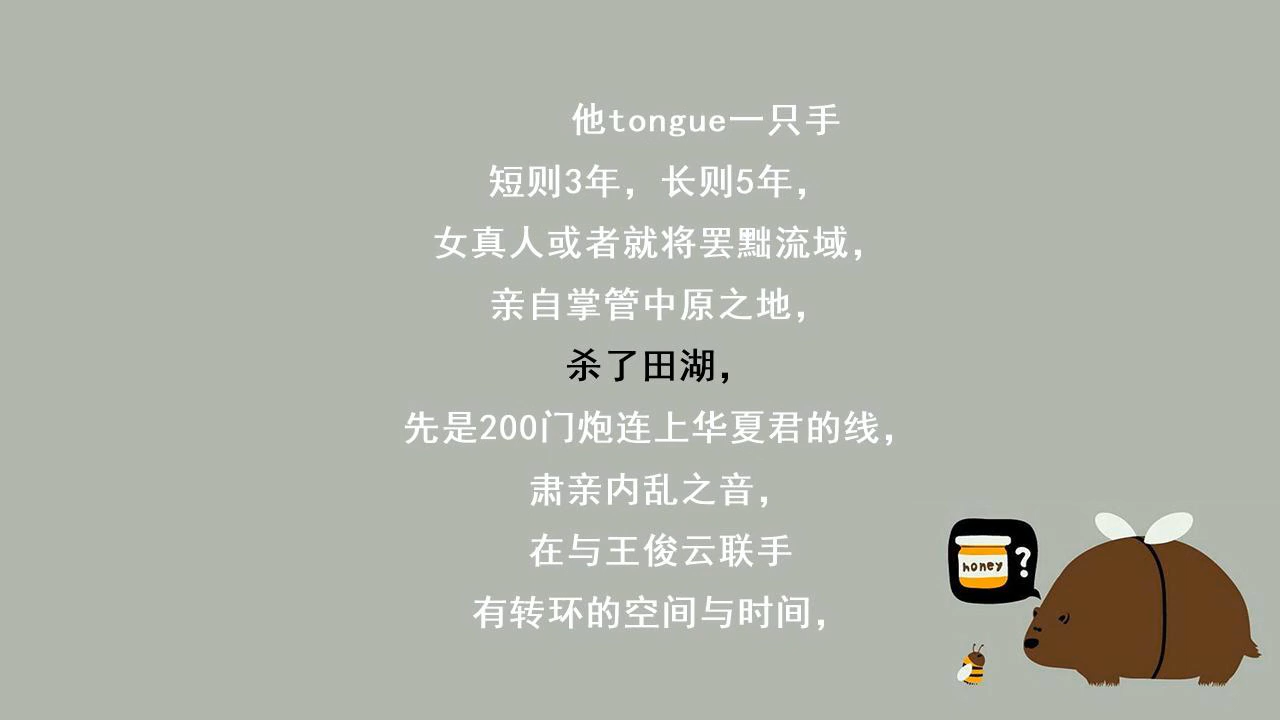 他tongue一只手
短则3年，长则5年，
女真人或者就将罢黜流域，
亲自掌管中原之地，
杀了田湖，
先是200门炮连上华夏君的线，
肃亲内乱之音，
在与王俊云联手
有转环的空间与时间，
honey
?